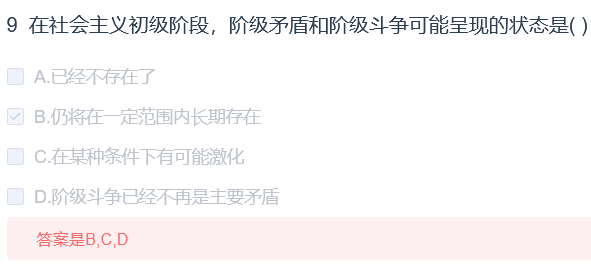 9 在社会主义初级阶段，阶级矛盾和阶级斗争可能呈现的状态是( )
A.已经不存在了
B.仍将在一定范围内长期存在
C.在某种条件下有可能激化
D.阶级斗争已经不再是主要矛盾
答案是B,C,D